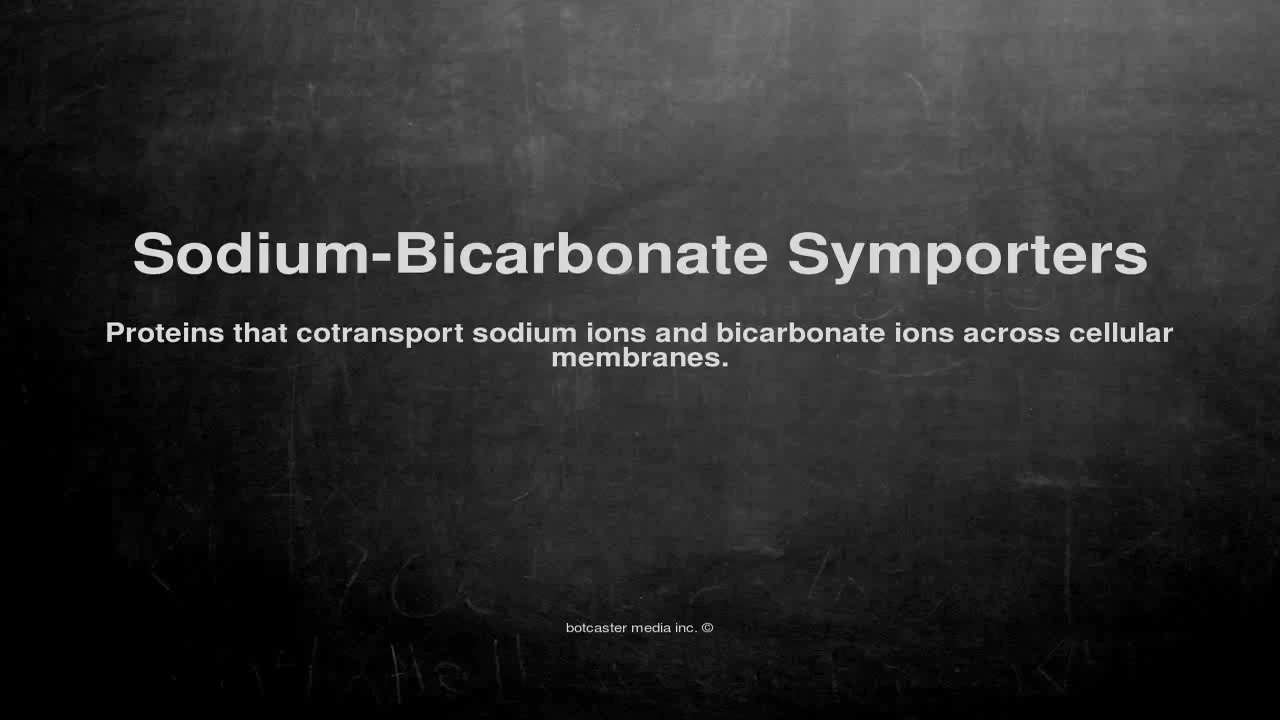 Sodium-Bicarbonate Symporters
Proteins that cotransport sodium ions and bicarbonate ions across cellular
membranes.
botcaster media inc. ©